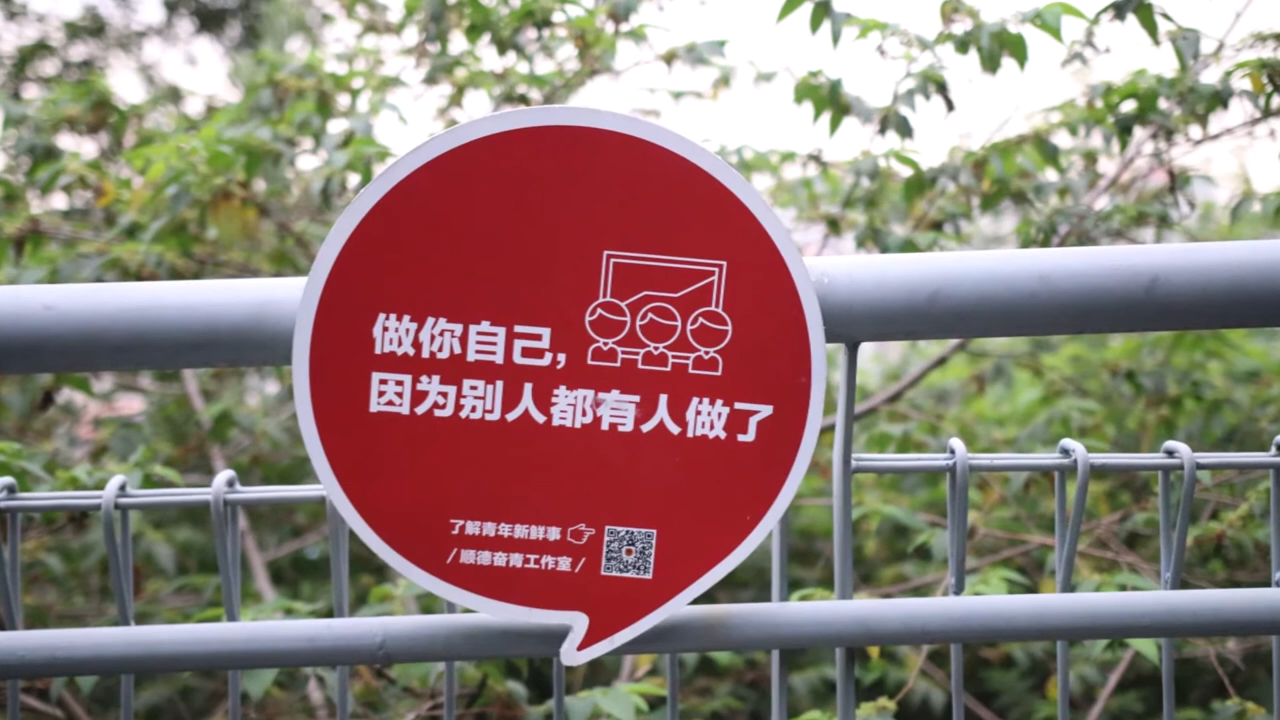 做你自己，
因为别人都有人做了
了解青年新鲜事
/ 顺德奋青工作室 /